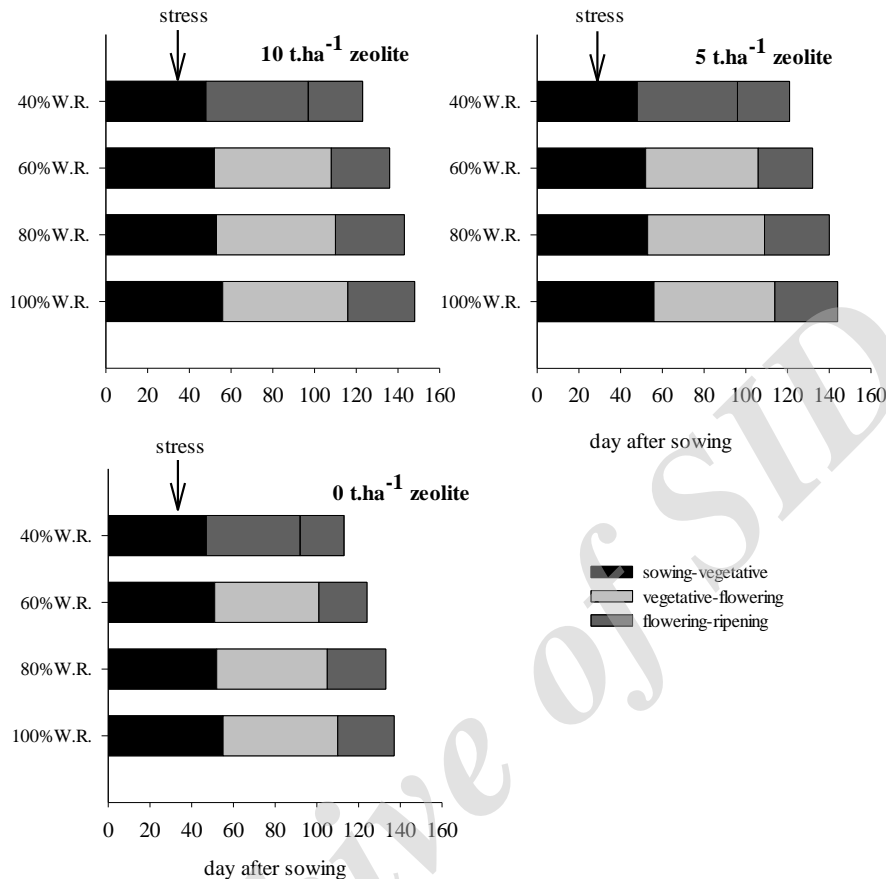 stress
10 t.ha-1 zeolite
40%W.R.
60%W.R.
80%W.R.
100%W.R.
0 20 40 60 80 100 120 140 160
stress
5 t.ha-1 zeolite
40%W.R.
60%W.R.
80%W.R.
100%W.R.
0 20 40 60 80 100 120 140 160
day after sowing
stress
0 t.ha-1 zeolite
40%W.R.
60%W.R.
80%W.R.
100%W.R.
0 20 40 60 80 100 120 140 160
day after sowing
sowing-vegetative
vegetative-flowering
flowering-ripening
ive of SID